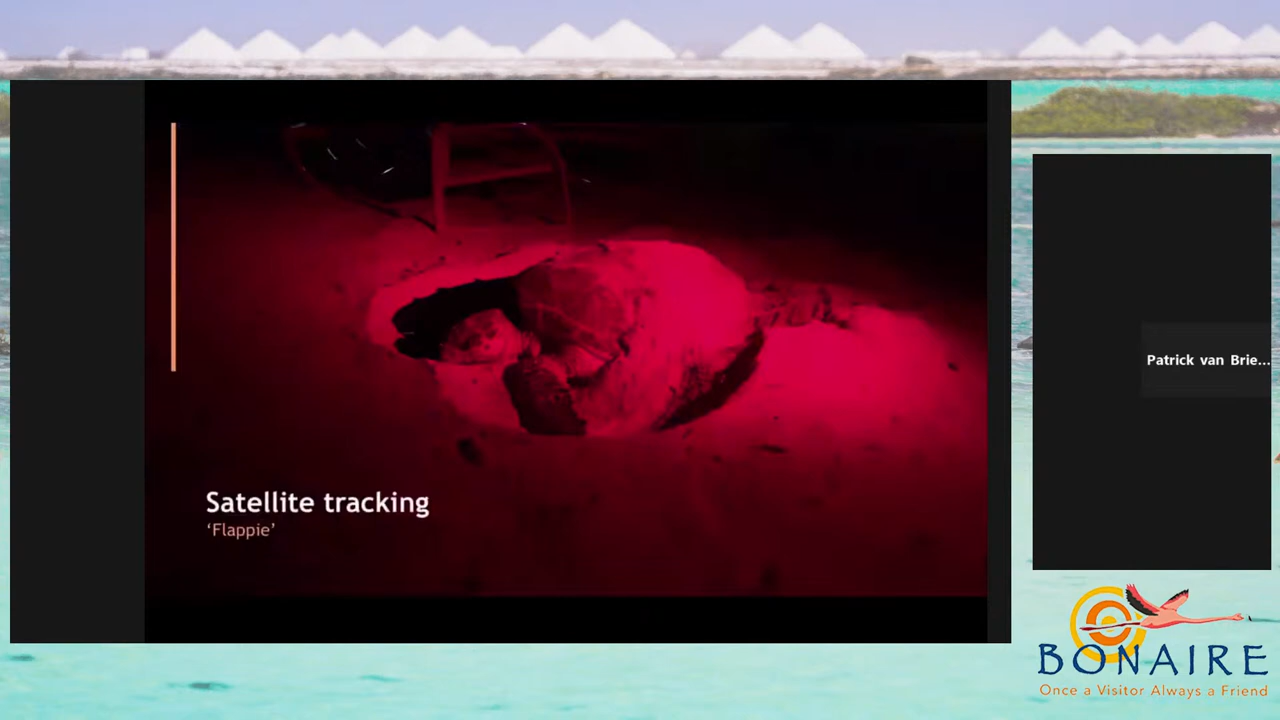 Satellite tracking
‘Flappie’
Patrick van Brie...
BONAIRE
Once a Visitor Always a Friend